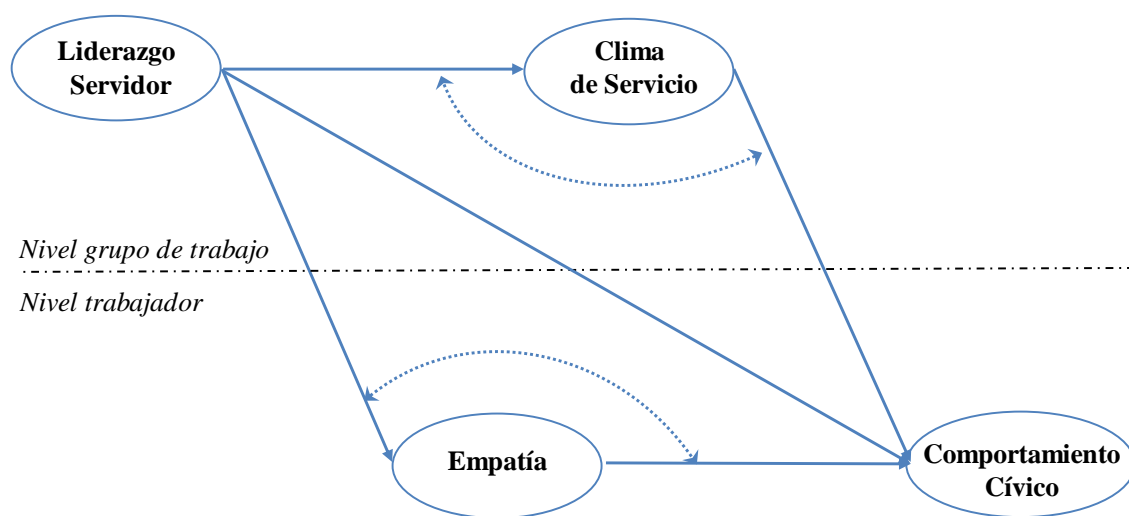 Liderazgo
Servidor
Clima
de Servicio
Nivel grupo de trabajo
Nivel trabajador
Empatía
Comportamiento
Cívico